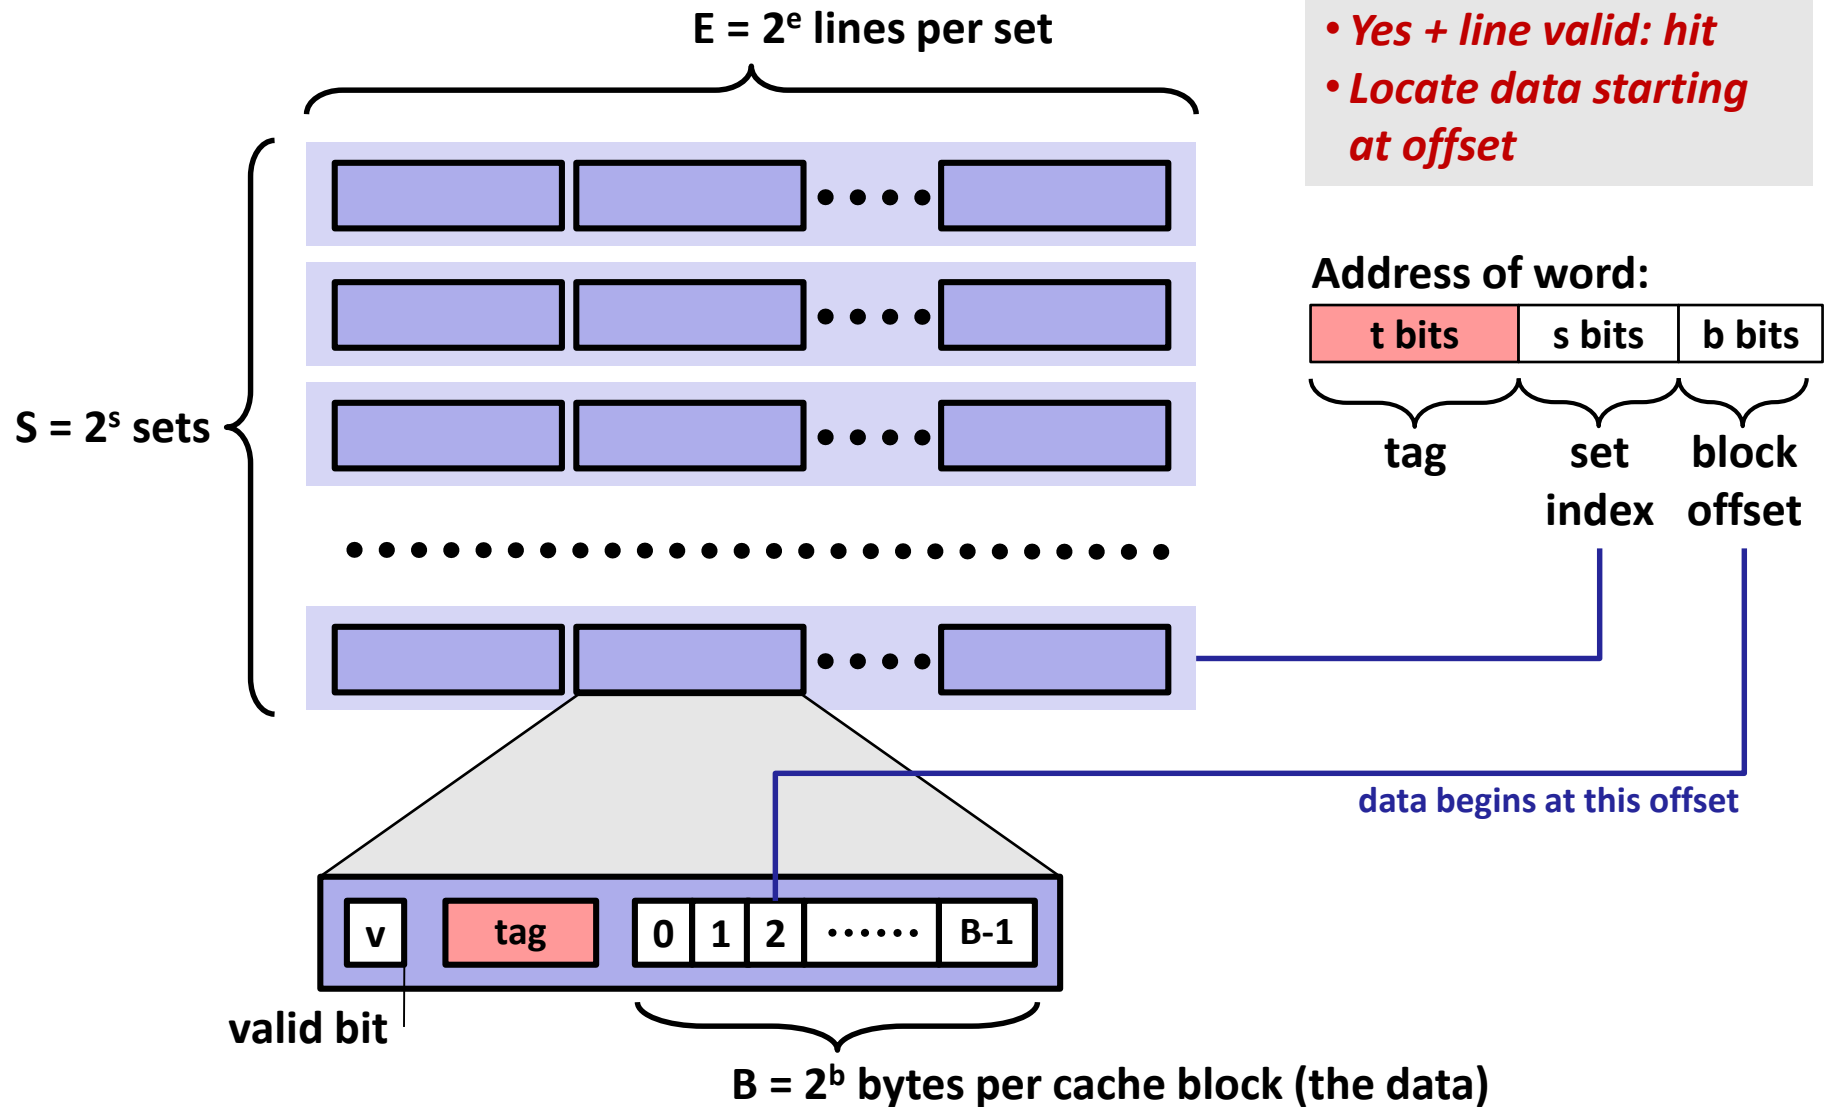 E = 2ᵉ lines per set
• Yes + line valid: hit
• Locate data starting
at offset
Address of word:
t bits s bits b bits
tag set block
index offset
S = 2ˢ sets
data begins at this offset
v tag 0 1 2 •••••• B-1
valid bit
B = 2ᵇ bytes per cache block (the data)